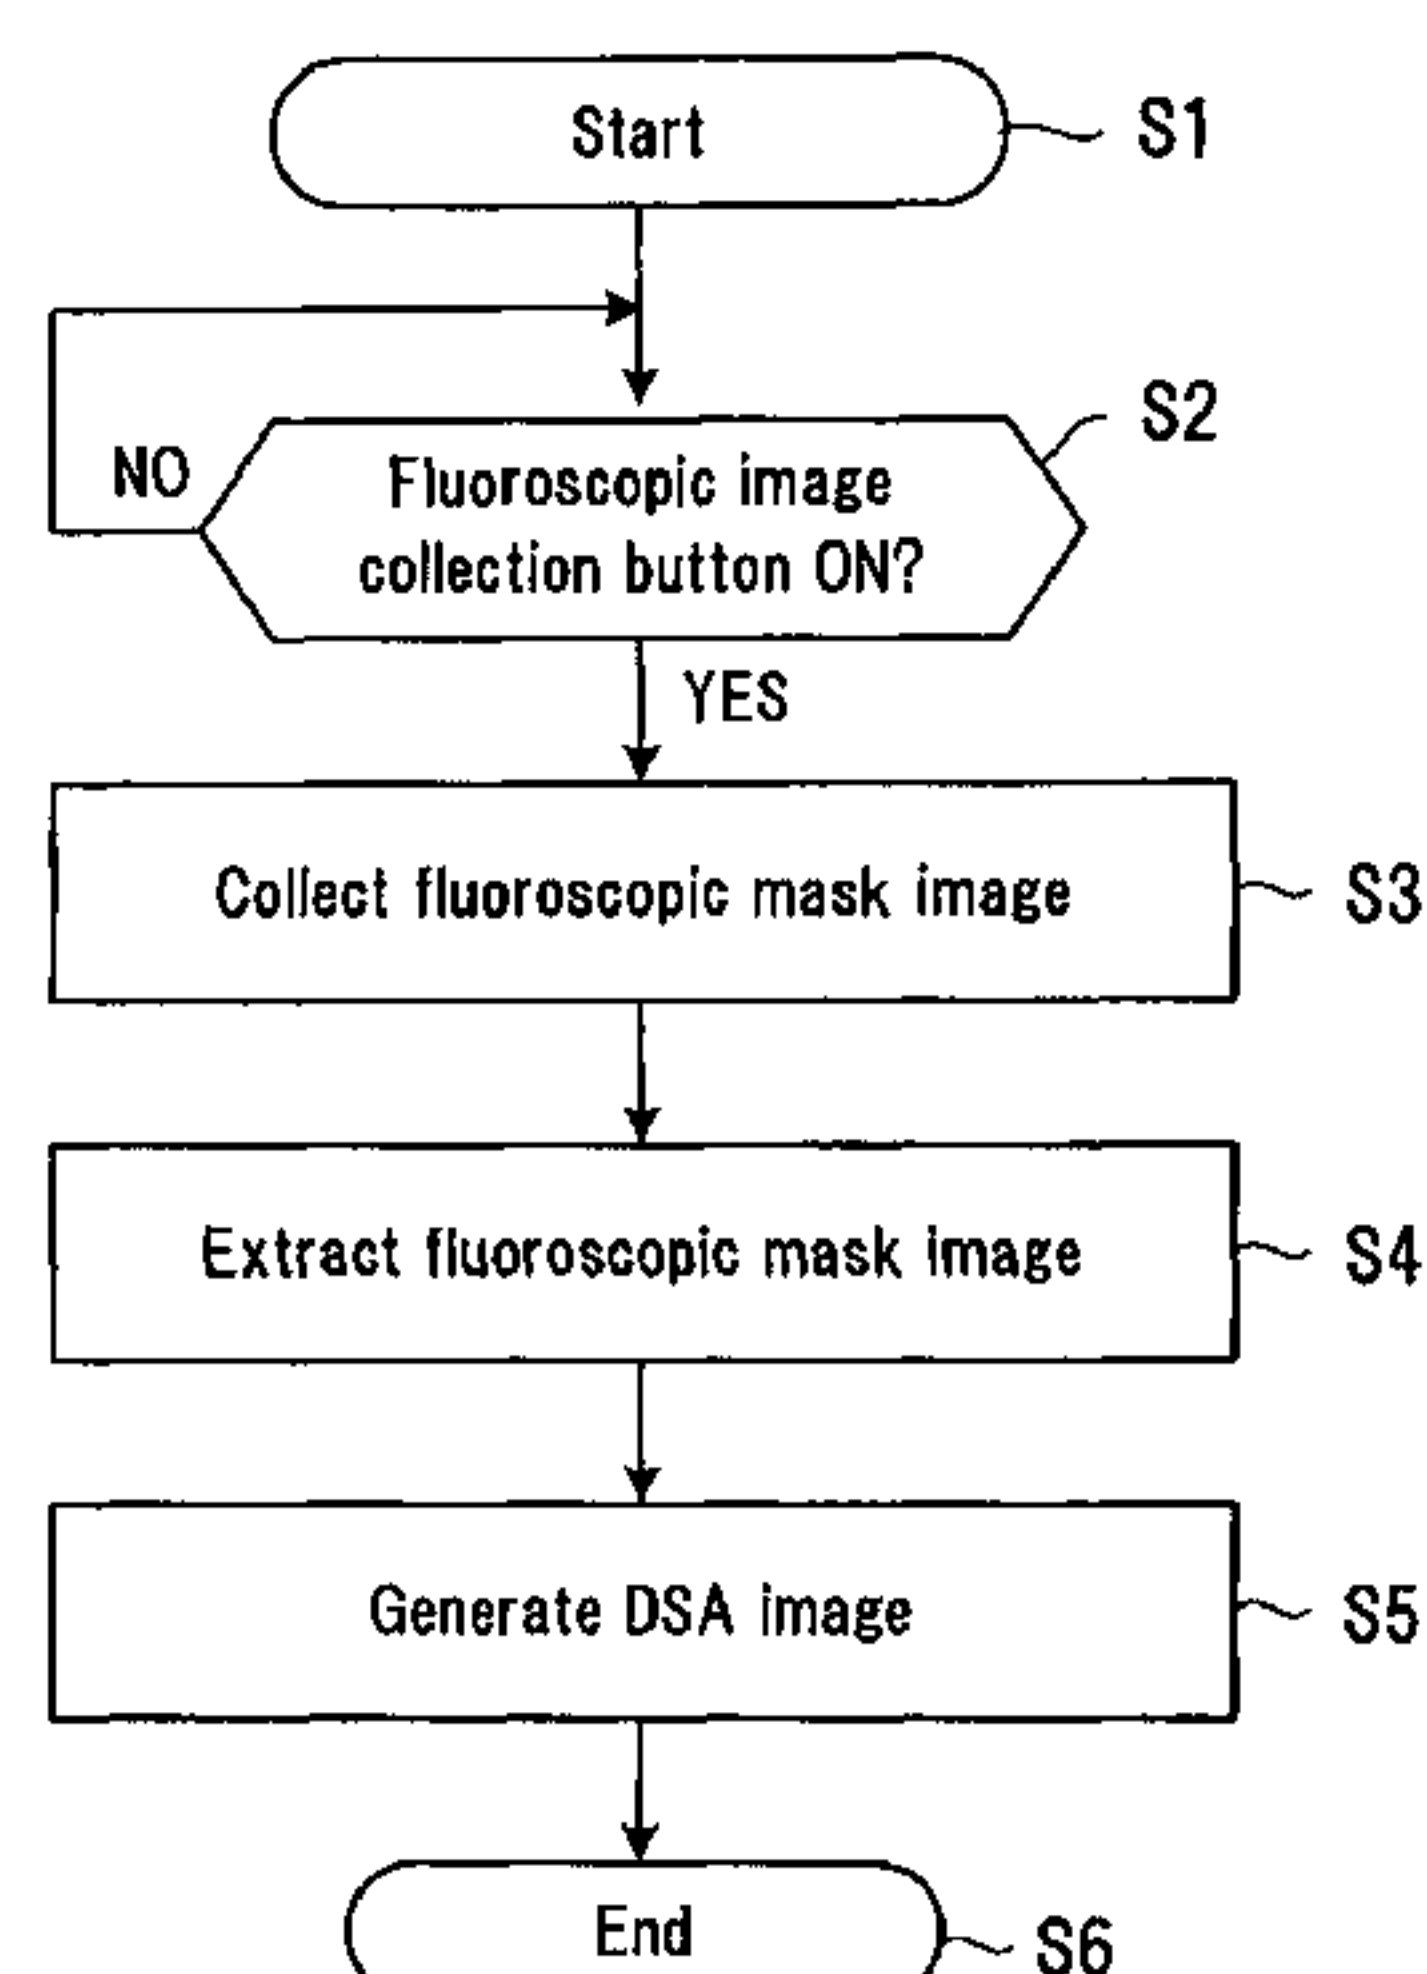 Start
S1
S2
NO
Fluoroscopic image
collection button ON?
YES
Collect fluoroscopic mask image
S3
Extract fluoroscopic mask image
S4
Generate DSA image
S5
End
S6